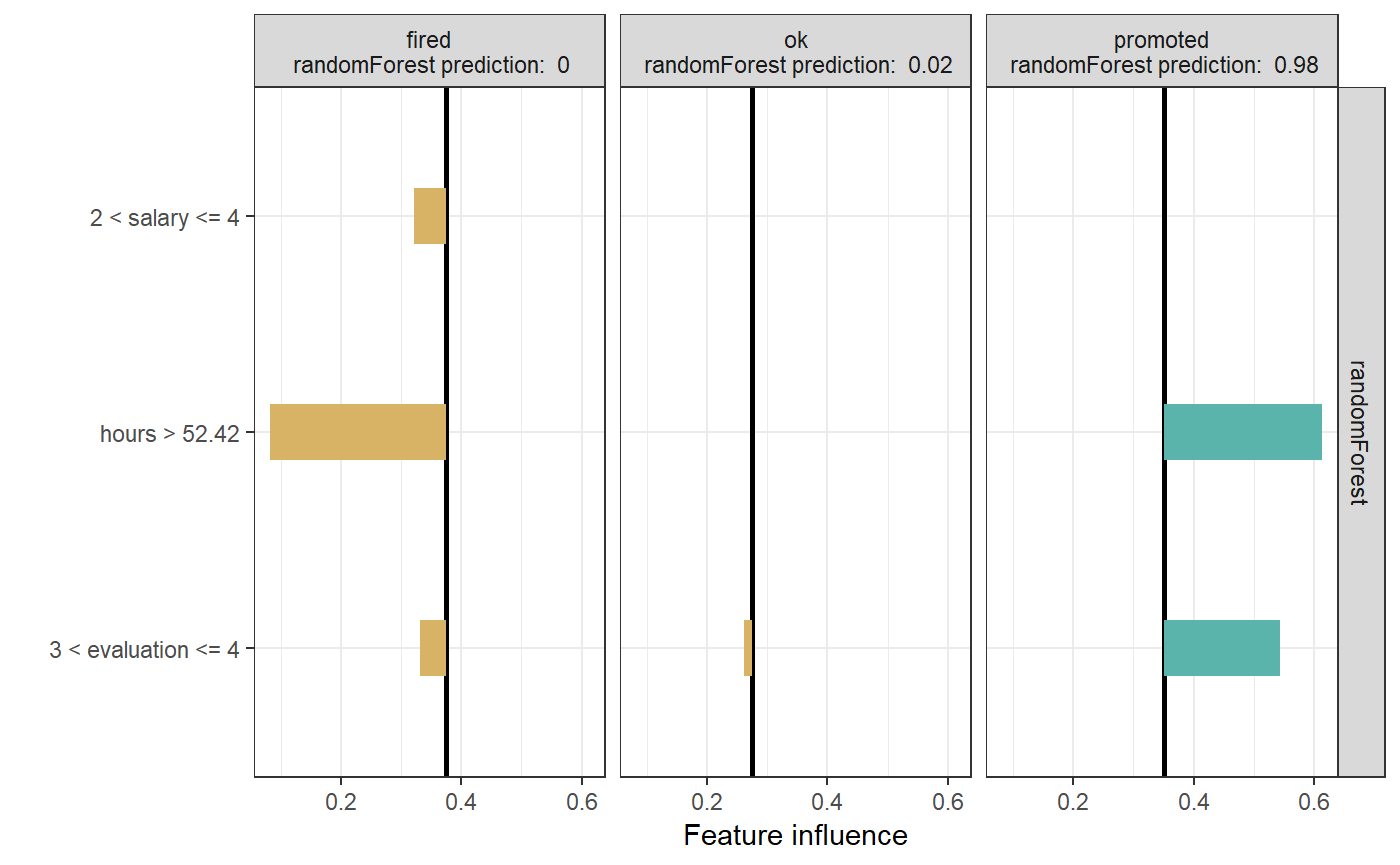 fired
randomForest prediction:  0
ok
randomForest prediction:  0.02
promoted
randomForest prediction:  0.98
2 < salary <= 4
hours > 52.42
3 < evaluation <= 4
randomForest
0.2 0.4 0.6
0.2 0.4 0.6
0.2 0.4 0.6
Feature influence